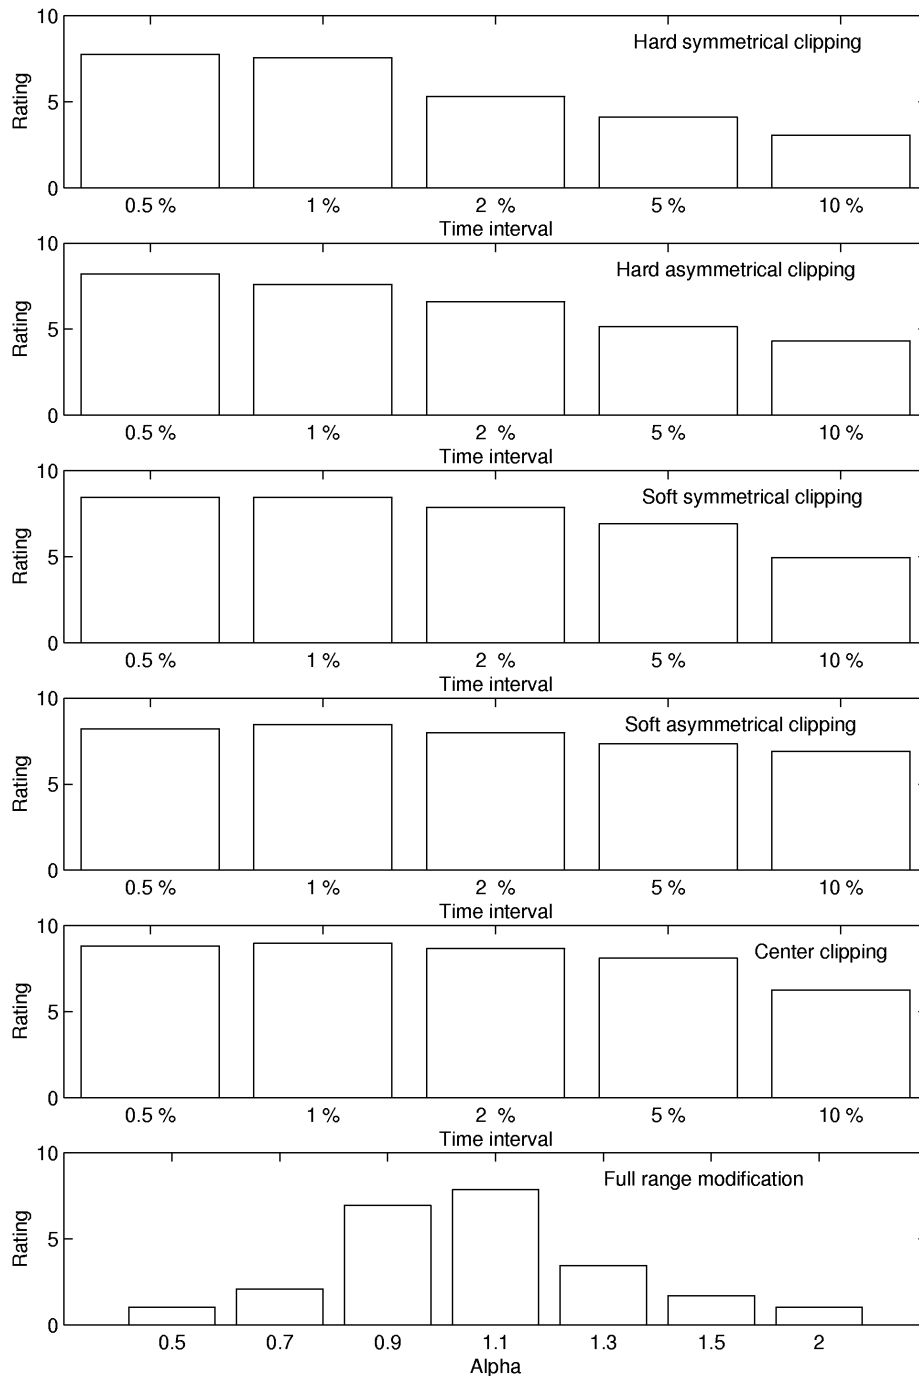 10
Hard symmetrical clipping
Rating
5
0
0.5 % 1 % 2 % 5 % 10 %
Time interval
10
Hard asymmetrical clipping
Rating
5
0
0.5 % 1 % 2 % 5 % 10 %
Time interval
10
Soft symmetrical clipping
Rating
5
0
0.5 % 1 % 2 % 5 % 10 %
Time interval
10
Soft asymmetrical clipping
Rating
5
0
0.5 % 1 % 2 % 5 % 10 %
Time interval
10
Center clipping
Rating
5
0
0.5 % 1 % 2 % 5 % 10 %
Time interval
10
Full range modification
Rating
5
0
0.5 0.7 0.9 1.1 1.3 1.5 2
Alpha